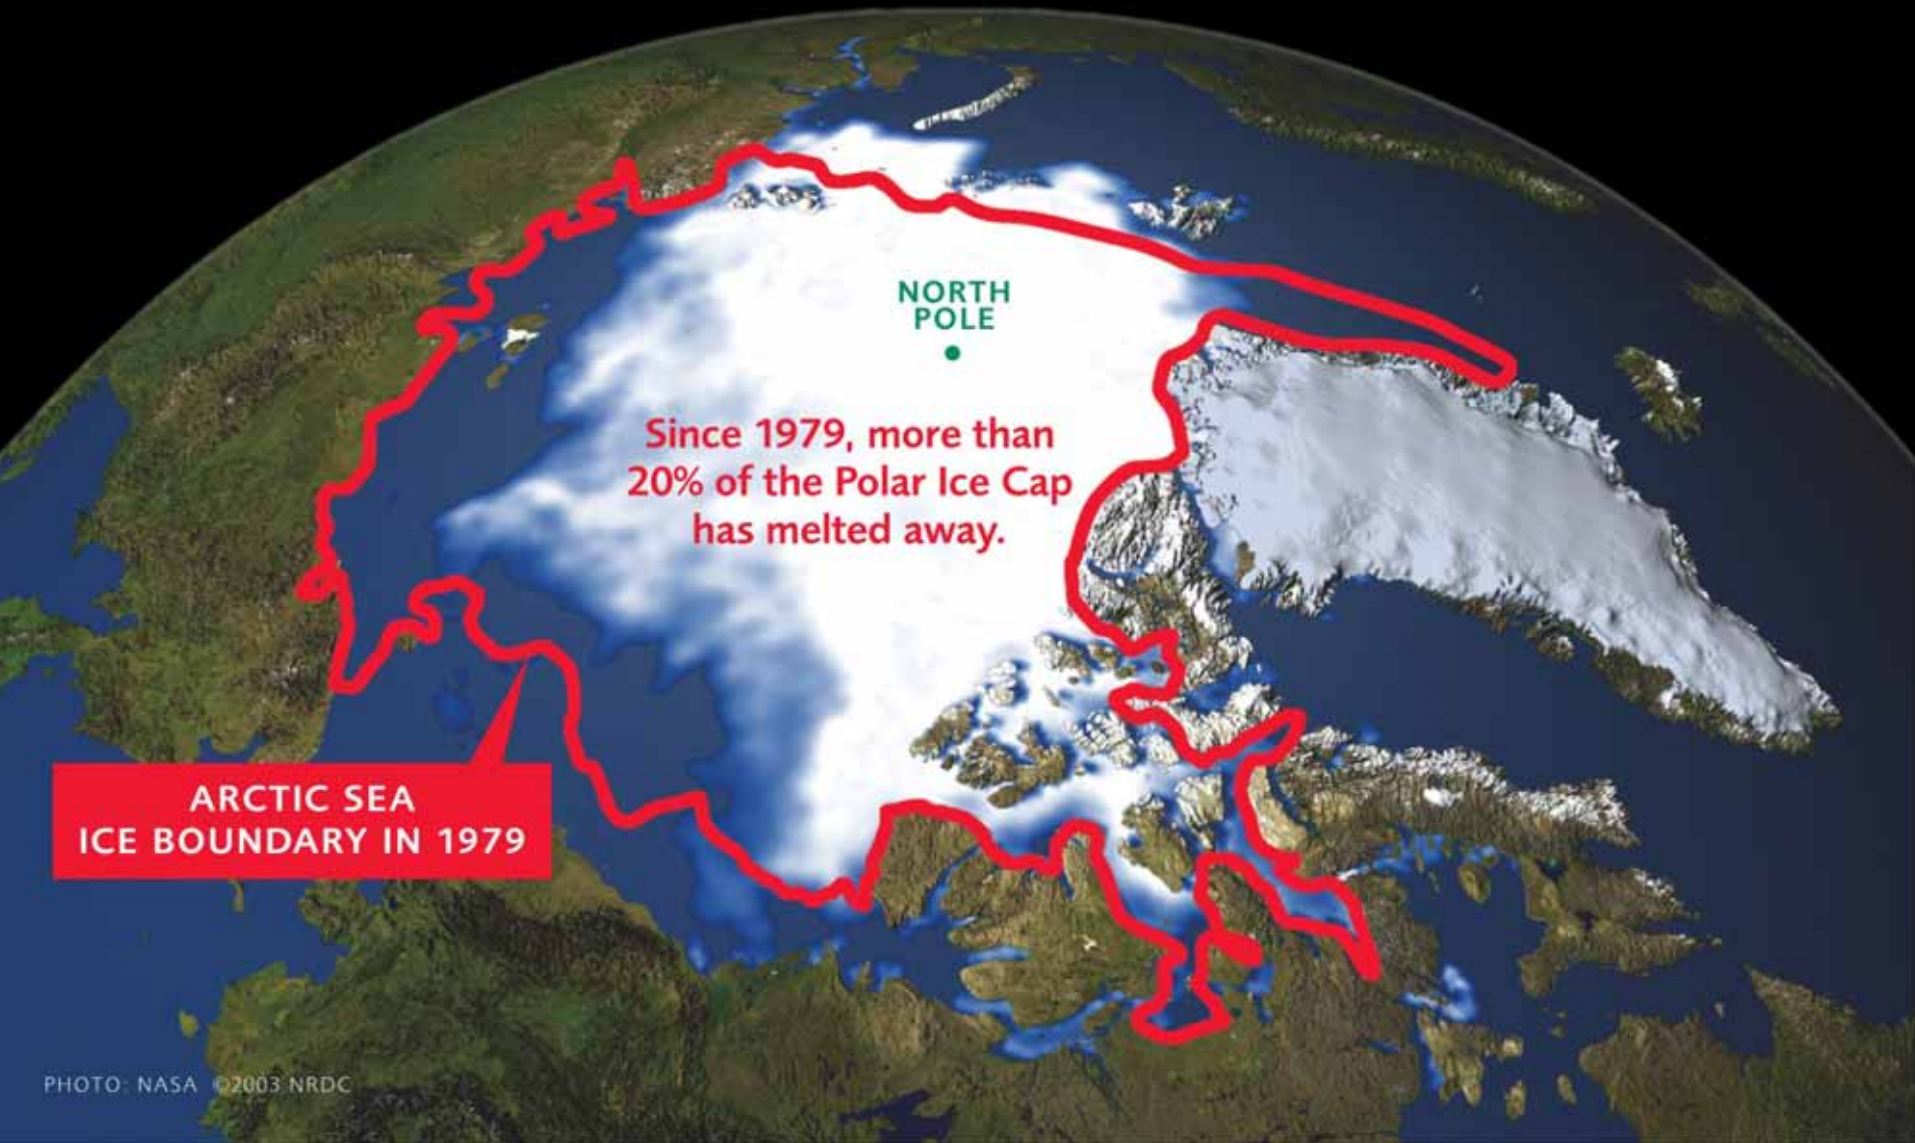 NORTH
POLE
Since 1979, more than
20% of the Polar Ice Cap
has melted away.
ARCTIC SEA
ICE BOUNDARY IN 1979
PHOTO: NASA ©2003 NRDC